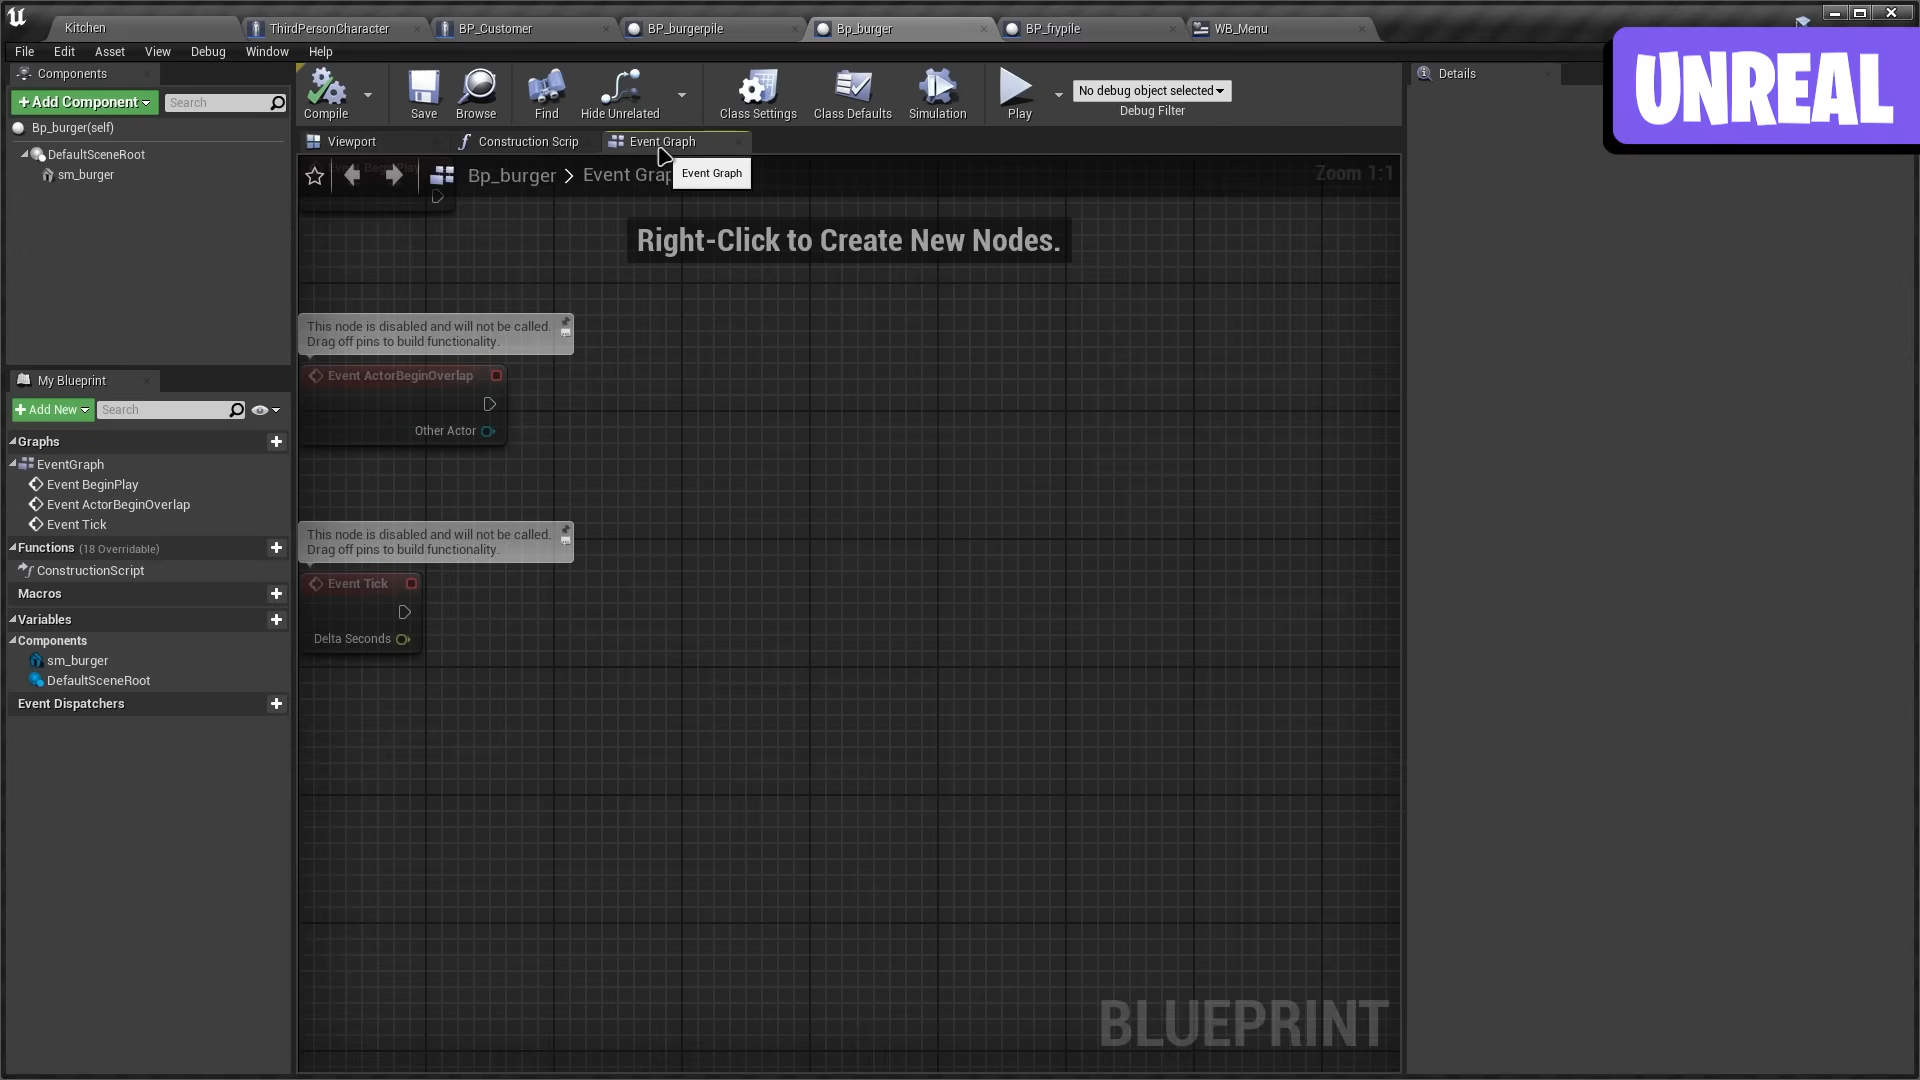 Kitchen
ThirdPersonCharacter
BP_Customer
BP_burgerpile
Bp_burger
BP_frypile
WB_Menu
File Edit Asset View Debug Window Help
UNREAL
Components
+Add Component
Search
Bp_burger(self)
DefaultSceneRoot
sm_burger
Compile
Save
Browse
Find
Hide Unrelated
Class Settings
Class Defaults
Simulation
Play
No debug object selected
Debug Filter
Details
Viewport
Construction Scrip
Event Graph
Event BeginPlay
Bp_burger > Event Grap
Event Graph
Zoom 1:1
Right-Click to Create New Nodes.
This node is disabled and will not be called.
Drag off pins to build functionality.
Event ActorBeginOverlap
Other Actor
This node is disabled and will not be called.
Drag off pins to build functionality.
Event Tick
Delta Seconds
BLUEPRINT
My Blueprint
+Add New
Search
Graphs
EventGraph
Event BeginPlay
Event ActorBeginOverlap
Event Tick
Functions (18 Overridable)
ConstructionScript
Macros
Variables
Components
sm_burger
DefaultSceneRoot
Event Dispatchers